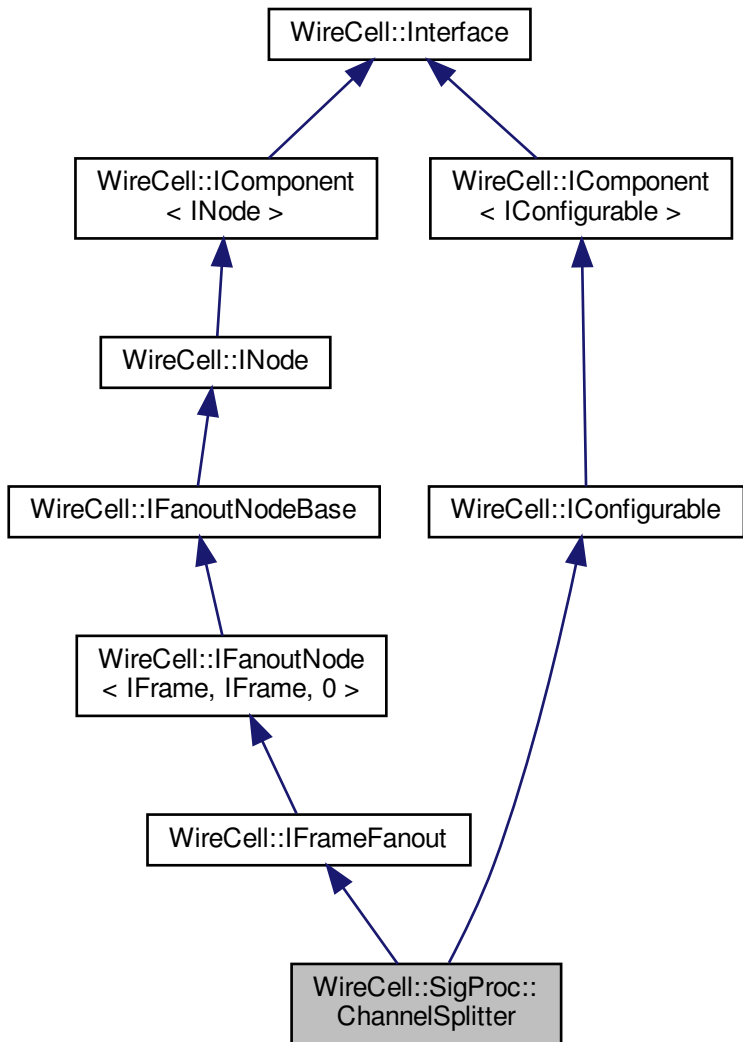 WireCell::Interface
WireCell::IComponent
< INode >
WireCell::IComponent
< IConfigurable >
WireCell::INode
WireCell::IFanoutNodeBase
WireCell::IConfigurable
WireCell::IFanoutNode
< IFrame, IFrame, 0 >
WireCell::IFrameFanout
WireCell::SigProc::
ChannelSplitter